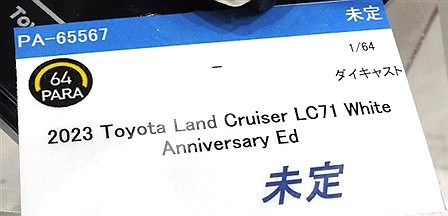 TOY
PA-65567 未定
64
PARA
–
1/64
ダイキャスト
2023 Toyota Land Cruiser LC71 White
Anniversary Ed
未定